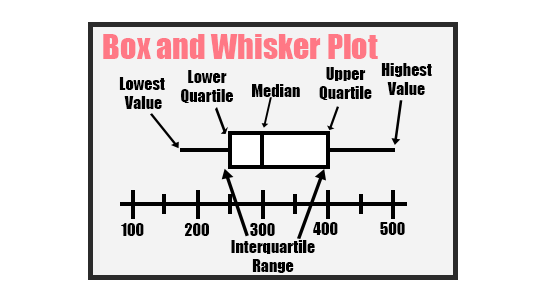 Box and Whisker Plot
Lowest
Value
Lower
Quartile
Median
Upper
Quartile
Highest
Value
100 200 300 400 500
Interquartile
Range